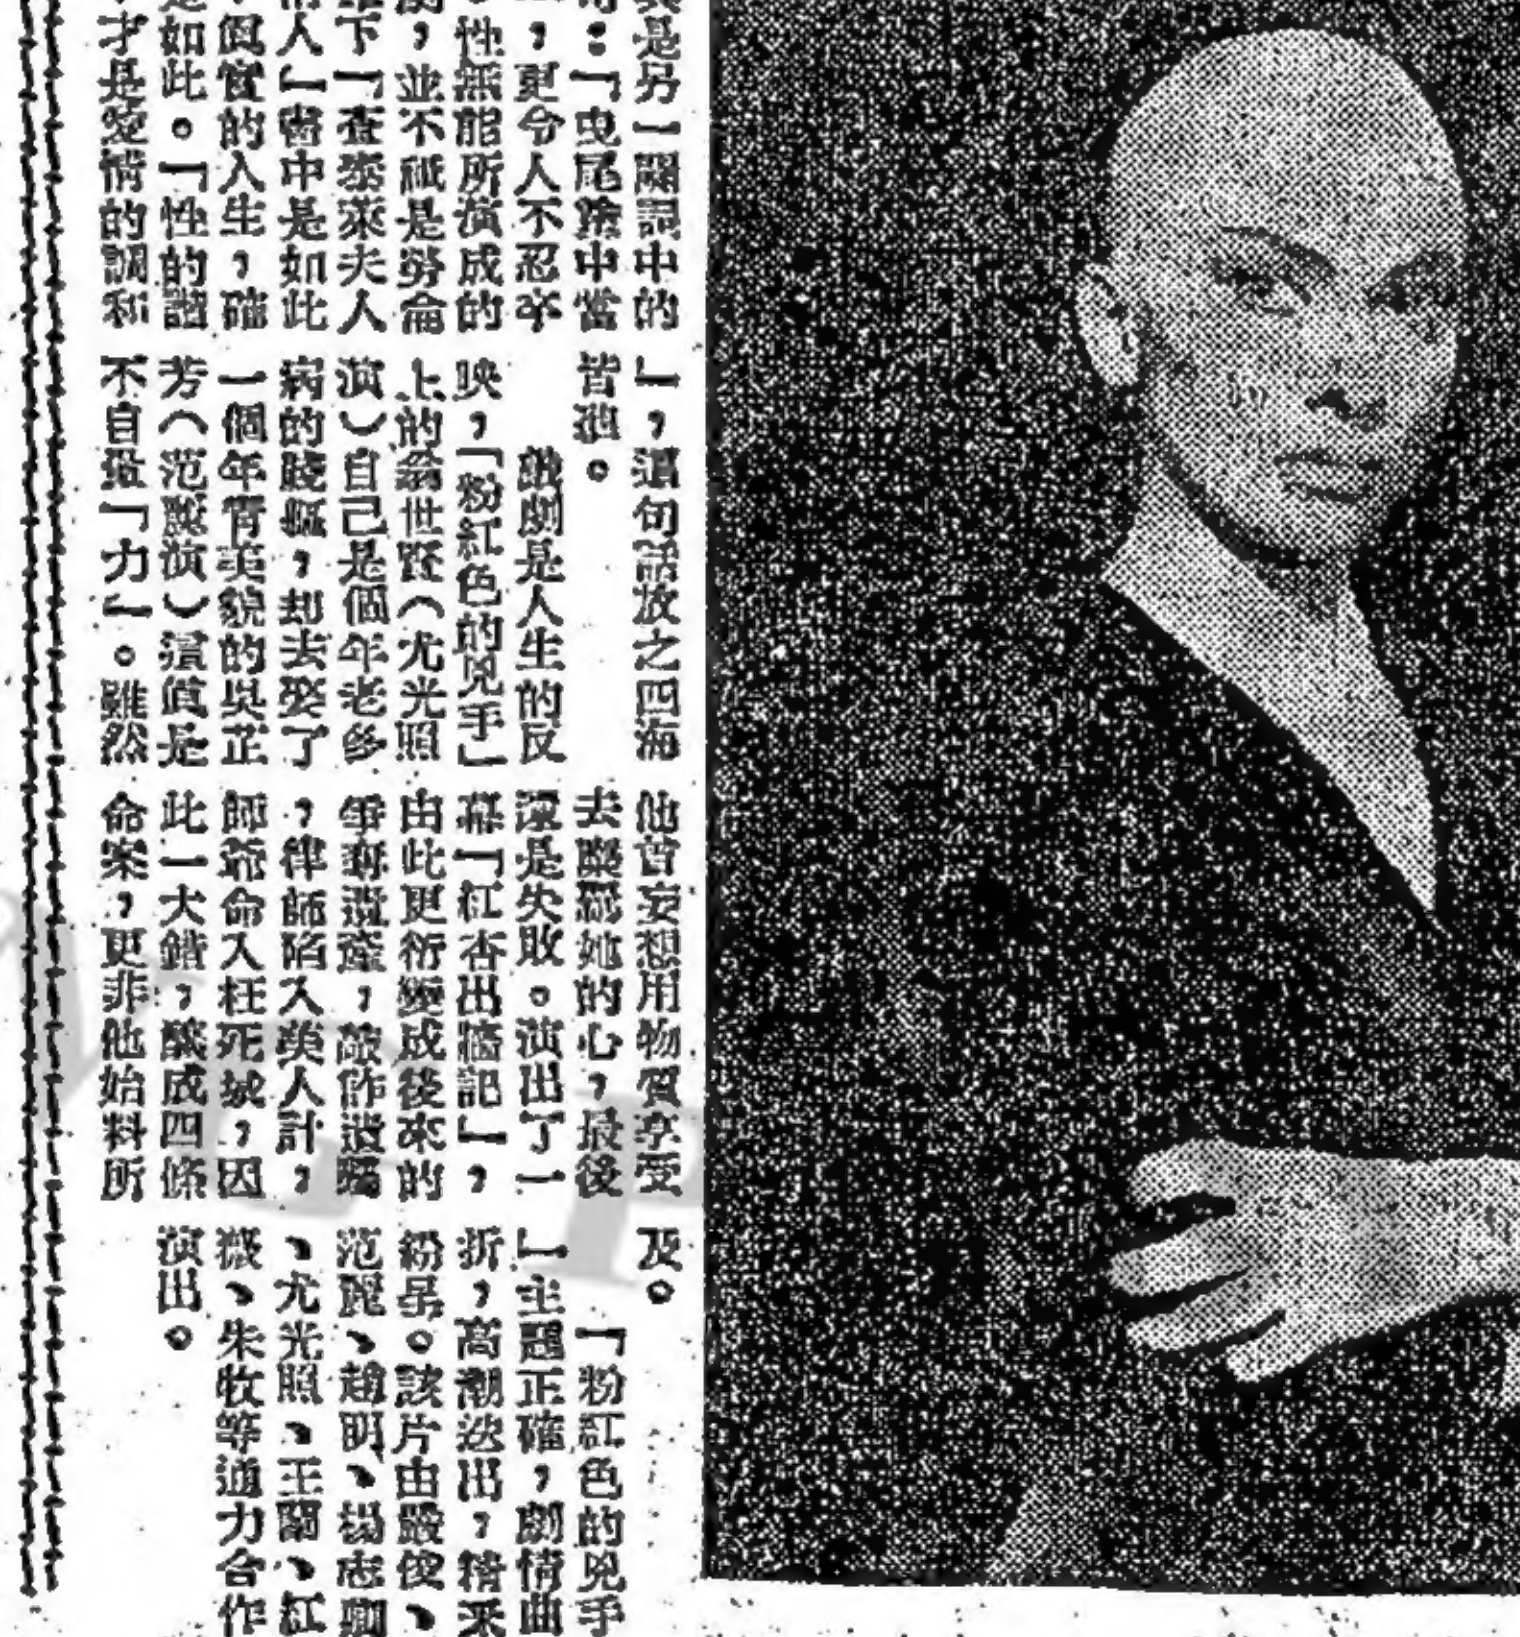 是另一闋詞中的
：「曳尾塗中當
，更令人不忍卒
性無能所演成的
，並不祇是勞侖
下「查泰萊夫人
人」書中是如此
，但實的人生，確
如此。「性的諧
才是愛情的調和
」，這句話放之四海
皆準。
戲劇是人生的反
映，「粉紅色的兇手」
上的翁世賢（尤光照
演）自己是個年老多
病的殘軀，却去娶了
一個年青美貌的吳芷
芳（范麗演）這真是
不自量「力」。雖然
他曾妄想用物質享受
去聯繫她的心，最後
還是失敗。演出了一
幕「紅杏出牆記」，
由此更衍變成後來的
爭奪遺產，假作遺囑
，律師陷入美人計，
師爺命入枉死城，因
此一大錯，釀成四條
命案，更非他始料所
及。
「粉紅色的兇手
」主題正確，劇情曲
折，高潮迭出，精采
紛呈。該片由嚴俊、
范麗、趙明、楊志卿
、尤光照、王蘭、紅
薇、朱牧等通力合作
演出。